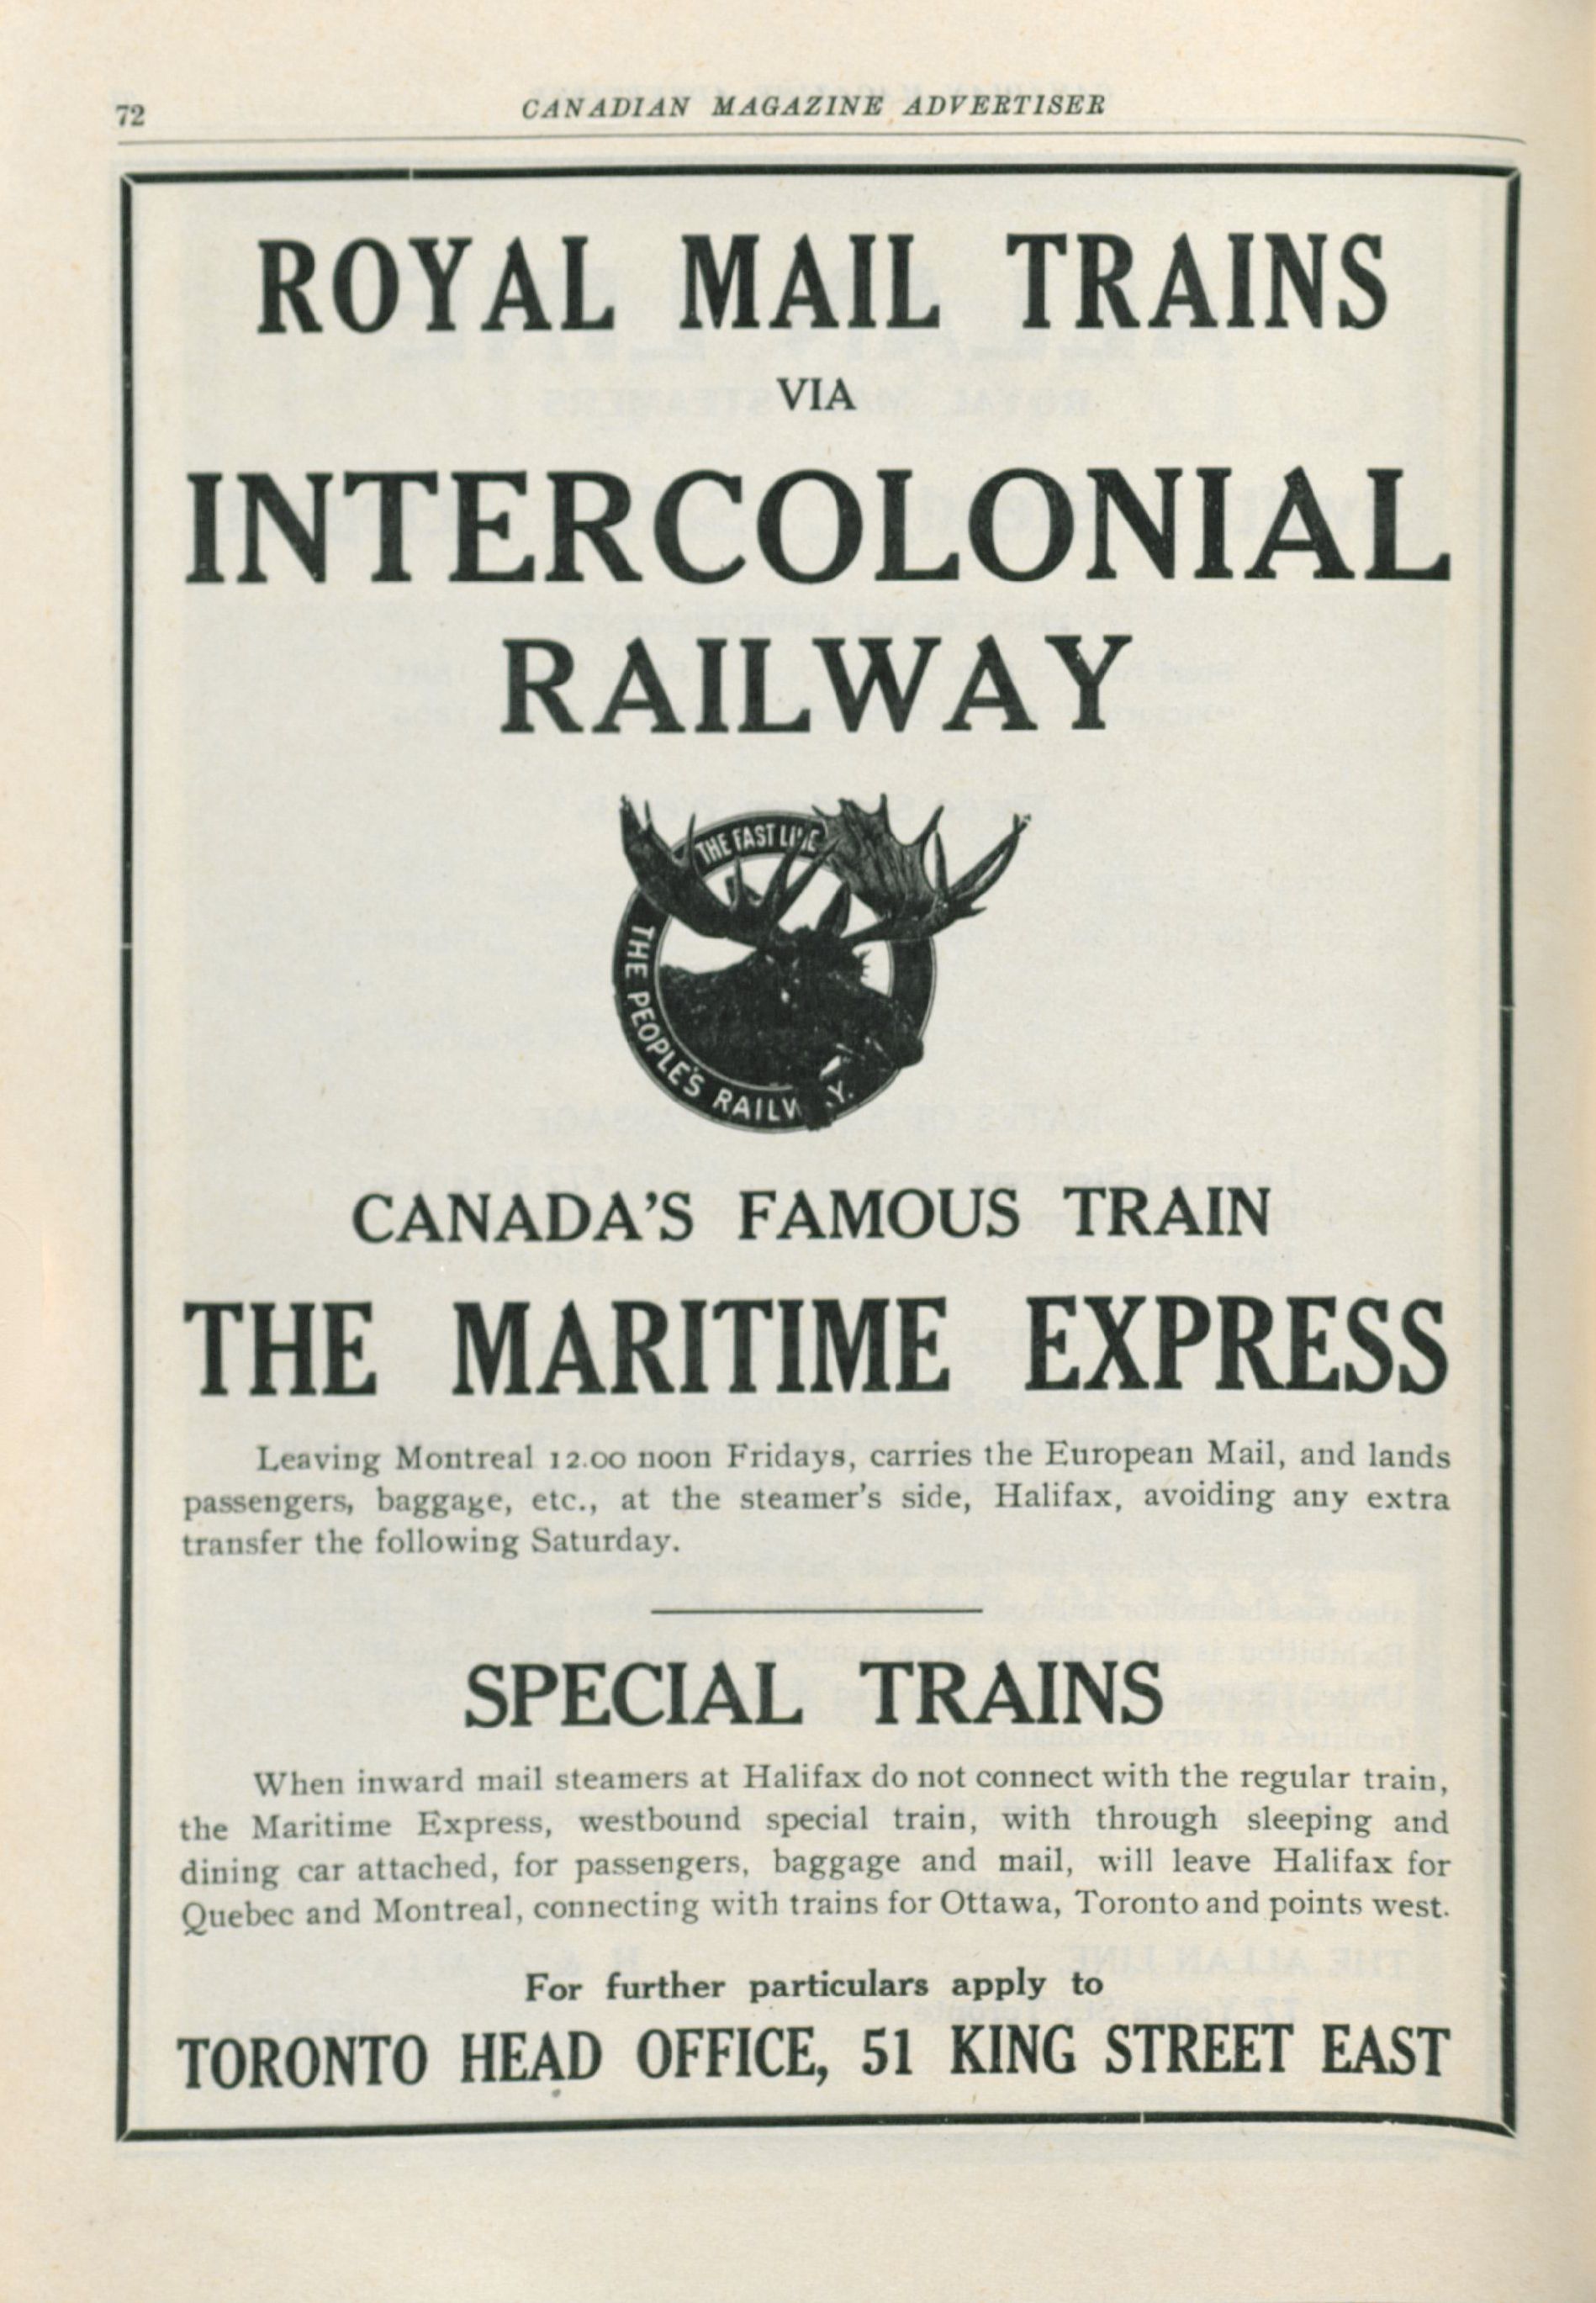 72
CANADIAN MAGAZINE ADVERTISER
ROYAL MAIL TRAINS
VIA
INTERCOLONIAL
RAILWAY
THE FAST LINE
THE PEOPLE'S RAILWAY.
CANADA'S FAMOUS TRAIN
THE MARITIME EXPRESS
Leaving Montreal 12.00 noon Fridays, carries the European Mail, and lands
passengers, baggage, etc., at the steamer's side, Halifax, avoiding any extra
transfer the following Saturday.
SPECIAL TRAINS
When inward mail steamers at Halifax do not connect with the regular train,
the Maritime Express, westbound special train, with through sleeping and
dining car attached, for passengers, baggage and mail, will leave Halifax for
Quebec and Montreal, connecting with trains for Ottawa, Toronto and points west.
For further particulars apply to
TORONTO HEAD OFFICE, 51 KING STREET EAST